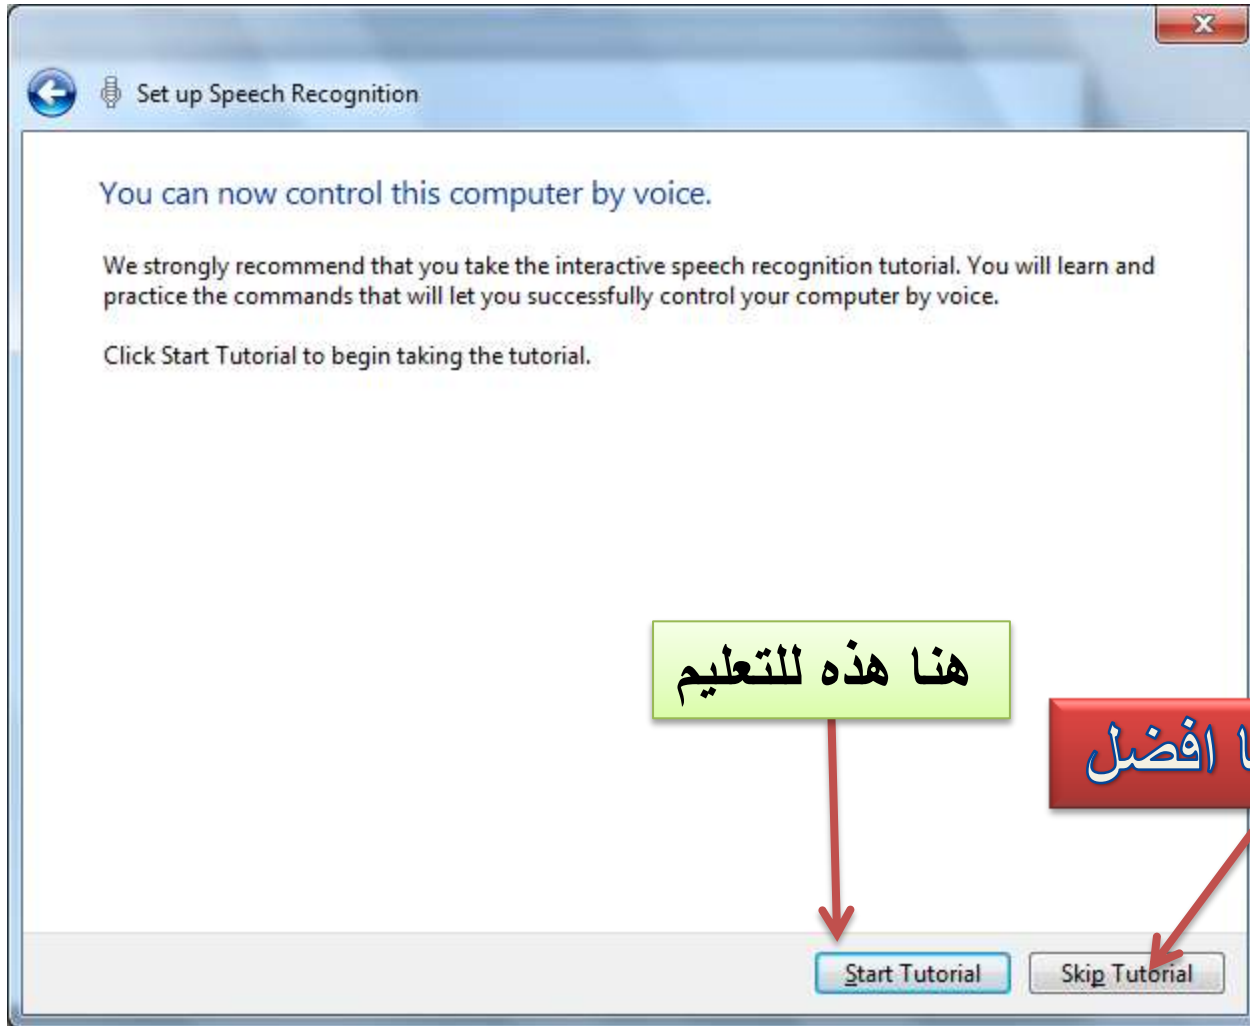 Set up Speech Recognition
You can now control this computer by voice.
We strongly recommend that you take the interactive speech recognition tutorial. You will learn and
practice the commands that will let you successfully control your computer by voice.
Click Start Tutorial to begin taking the tutorial.
هنا هذه للتعليم
افضل
Start Tutorial
Skip Tutorial